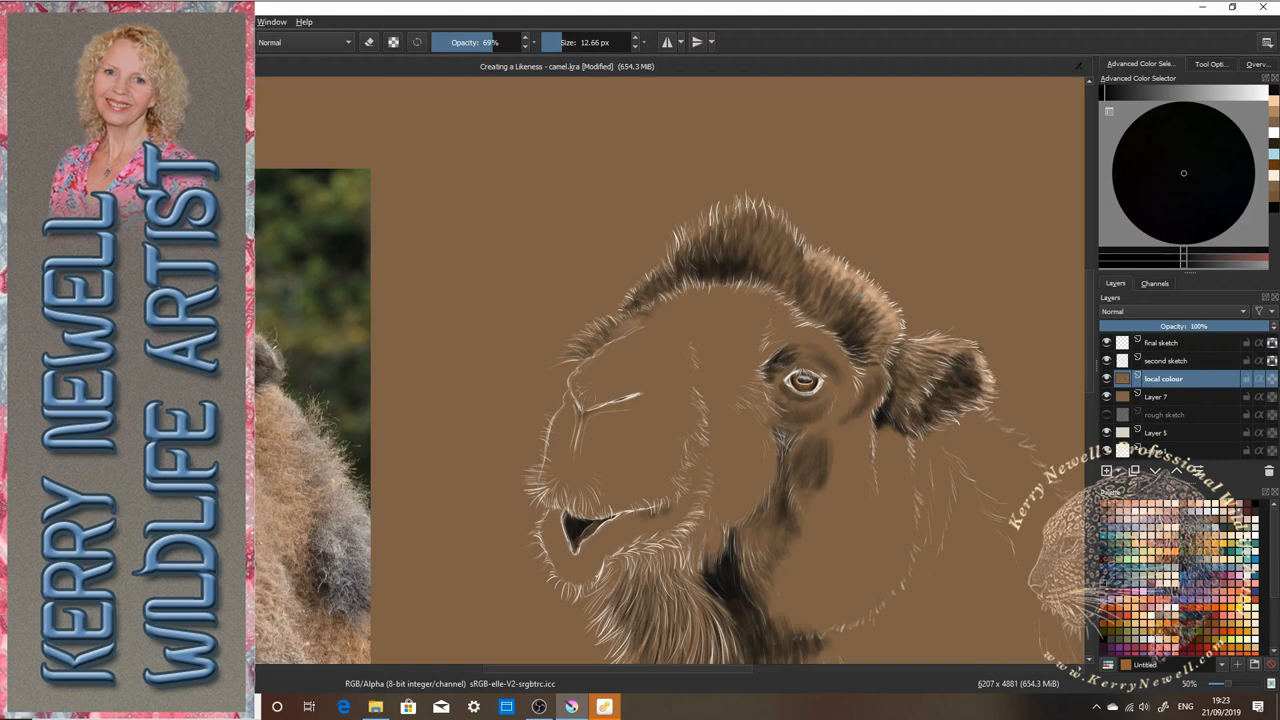 KERRY NEWELL
WILDLIFE ARTIST
Window Help
Normal
Opacity: 69%
Size: 12.66 px
Creating a Likeness - camel.kra [Modified] (654.3 MiB)
Advanced Color Sele...
Tool Opti...
Overv...
Advanced Color Selector
Layers
Channels
Layers
Normal
Opacity: 100%
final sketch
second sketch
local colour
Layer 7
rough sketch
Layer 5
Kerry Newell Professional
www.KerryNewell.com
Untitled
RGB/Alpha (8-bit integer/channel) sRGB-elle-V2-srgbtrc.icc
6207 x 4881 (654.3 MiB)
50%
ENG
19:23
21/09/2019